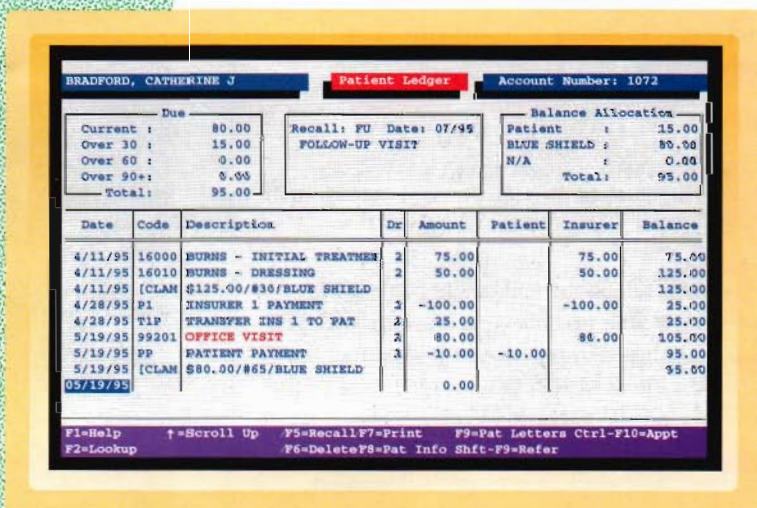 BRADFORD, CATHERINE J Patient Ledger Account Number: 1072
Due
Current : 80.00
Over 30 : 15.00
Over 60 : 0.00
Over 90+: 0.00
Total: 95.00
Recall: FU Date: 07/95
FOLLOW-UP VISIT
Balance Allocation
Patient : 15.00
BLUE SHIELD : 80.00
N/A : 0.00
Total: 95.00
Date Code Description Dr Amount Patient Insurer Balance
4/11/95 16000 BURNS - INITIAL TREATMEN 2 75.00 75.00 75.00
4/11/95 16010 BURNS - DRESSING 2 50.00 50.00 125.00
4/11/95 [CLAM $125.00/#30/BLUE SHIELD 125.00
4/28/95 P1 INSURER 1 PAYMENT 2 -100.00 -100.00 25.00
4/28/95 T1P TRANSFER INS 1 TO PAT 2 25.00 25.00
5/19/95 99201 OFFICE VISIT 2 80.00 80.00 105.00
5/19/95 PP PATIENT PAYMENT 2 -10.00 -10.00 95.00
5/19/95 [CLAM $80.00/#65/BLUE SHIELD 95.00
05/19/95 0.00
F1=Help ↑=Scroll Up F5=Recall F7=Print F9=Pat Letters Ctrl-F10=Appt
F2=Lookup F6=Delete F8=Pat Info Shft-F9=Refer